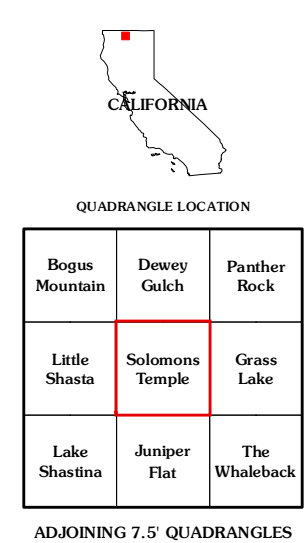 CALIFORNIA
QUADRANGLE LOCATION
Bogus
Mountain
Dewey
Gulch
Panther
Rock
Little
Shasta
Solomons
Temple
Grass
Lake
Lake
Shastina
Juniper
Flat
The
Whaleback
ADJOINING 7.5' QUADRANGLES